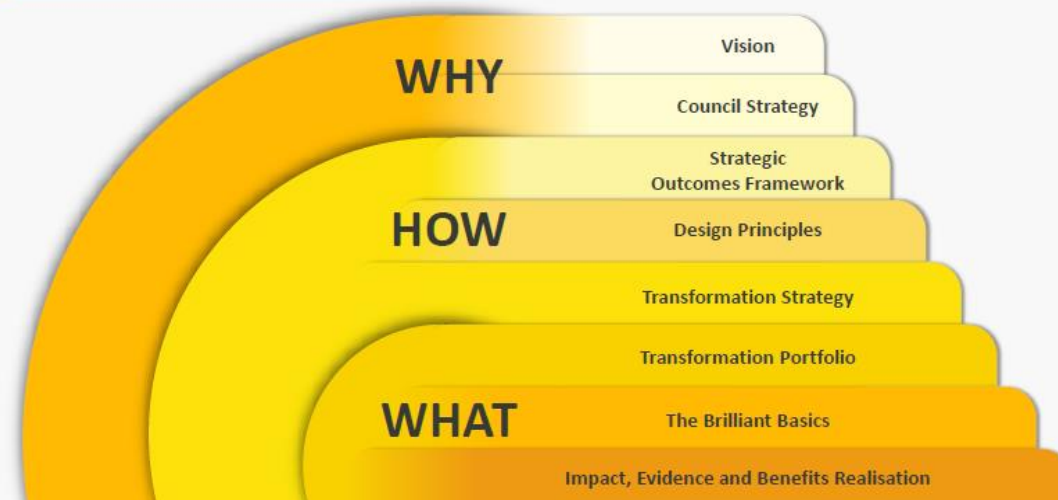 WHY
Vision
Council Strategy
Strategic
Outcomes Framework
HOW
Design Principles
Transformation Strategy
Transformation Portfolio
WHAT
The Brilliant Basics
Impact, Evidence and Benefits Realisation